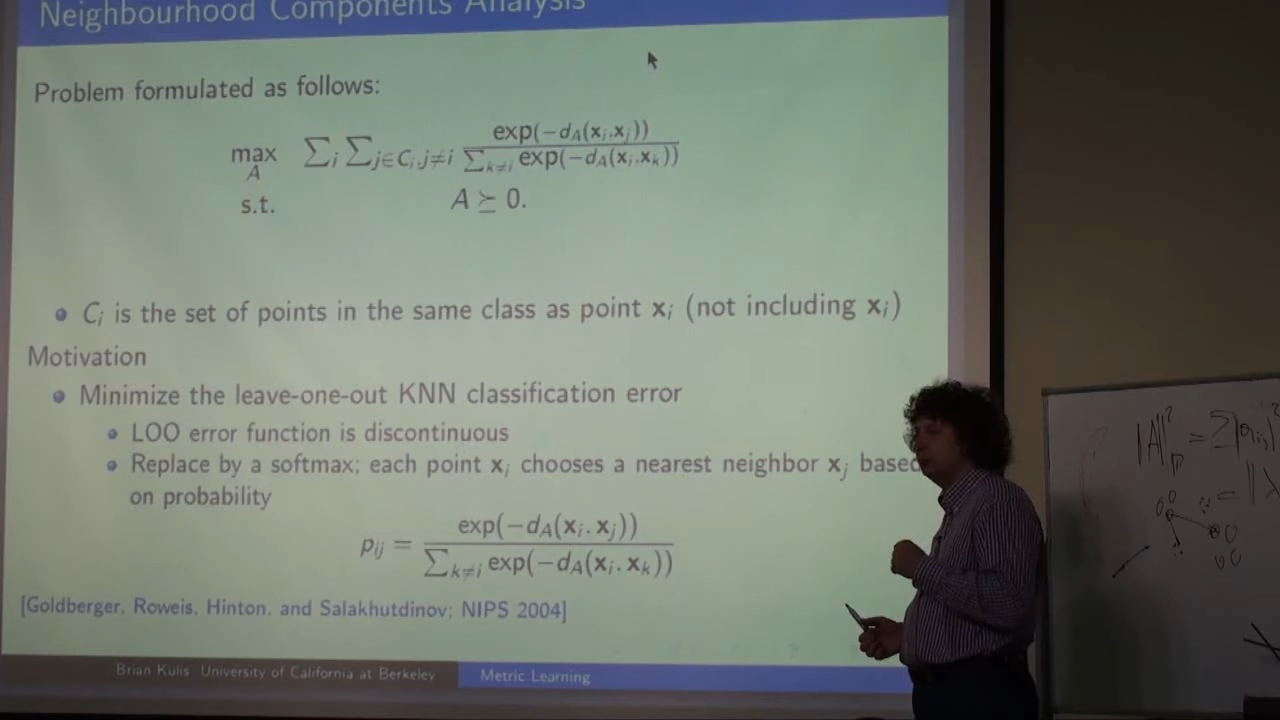 Neighbourhood Components Analysis
Problem formulated as follows:
max_A ∑_i ∑_{j∈C_i, j≠i} exp(−d_A(x_i, x_j)) / ∑_{k≠i} exp(−d_A(x_i, x_k))
s.t. A ⪰ 0.
C_i is the set of points in the same class as point x_i (not including x_i)
Motivation
Minimize the leave-one-out KNN classification error
LOO error function is discontinuous
Replace by a softmax; each point x_i chooses a nearest neighbor x_j based
on probability
p_ij = exp(−d_A(x_i, x_j)) / ∑_{k≠i} exp(−d_A(x_i, x_k))
[Goldberger, Roweis, Hinton, and Salakhutdinov; NIPS 2004]
Brian Kulis University of California at Berkeley
Metric Learning